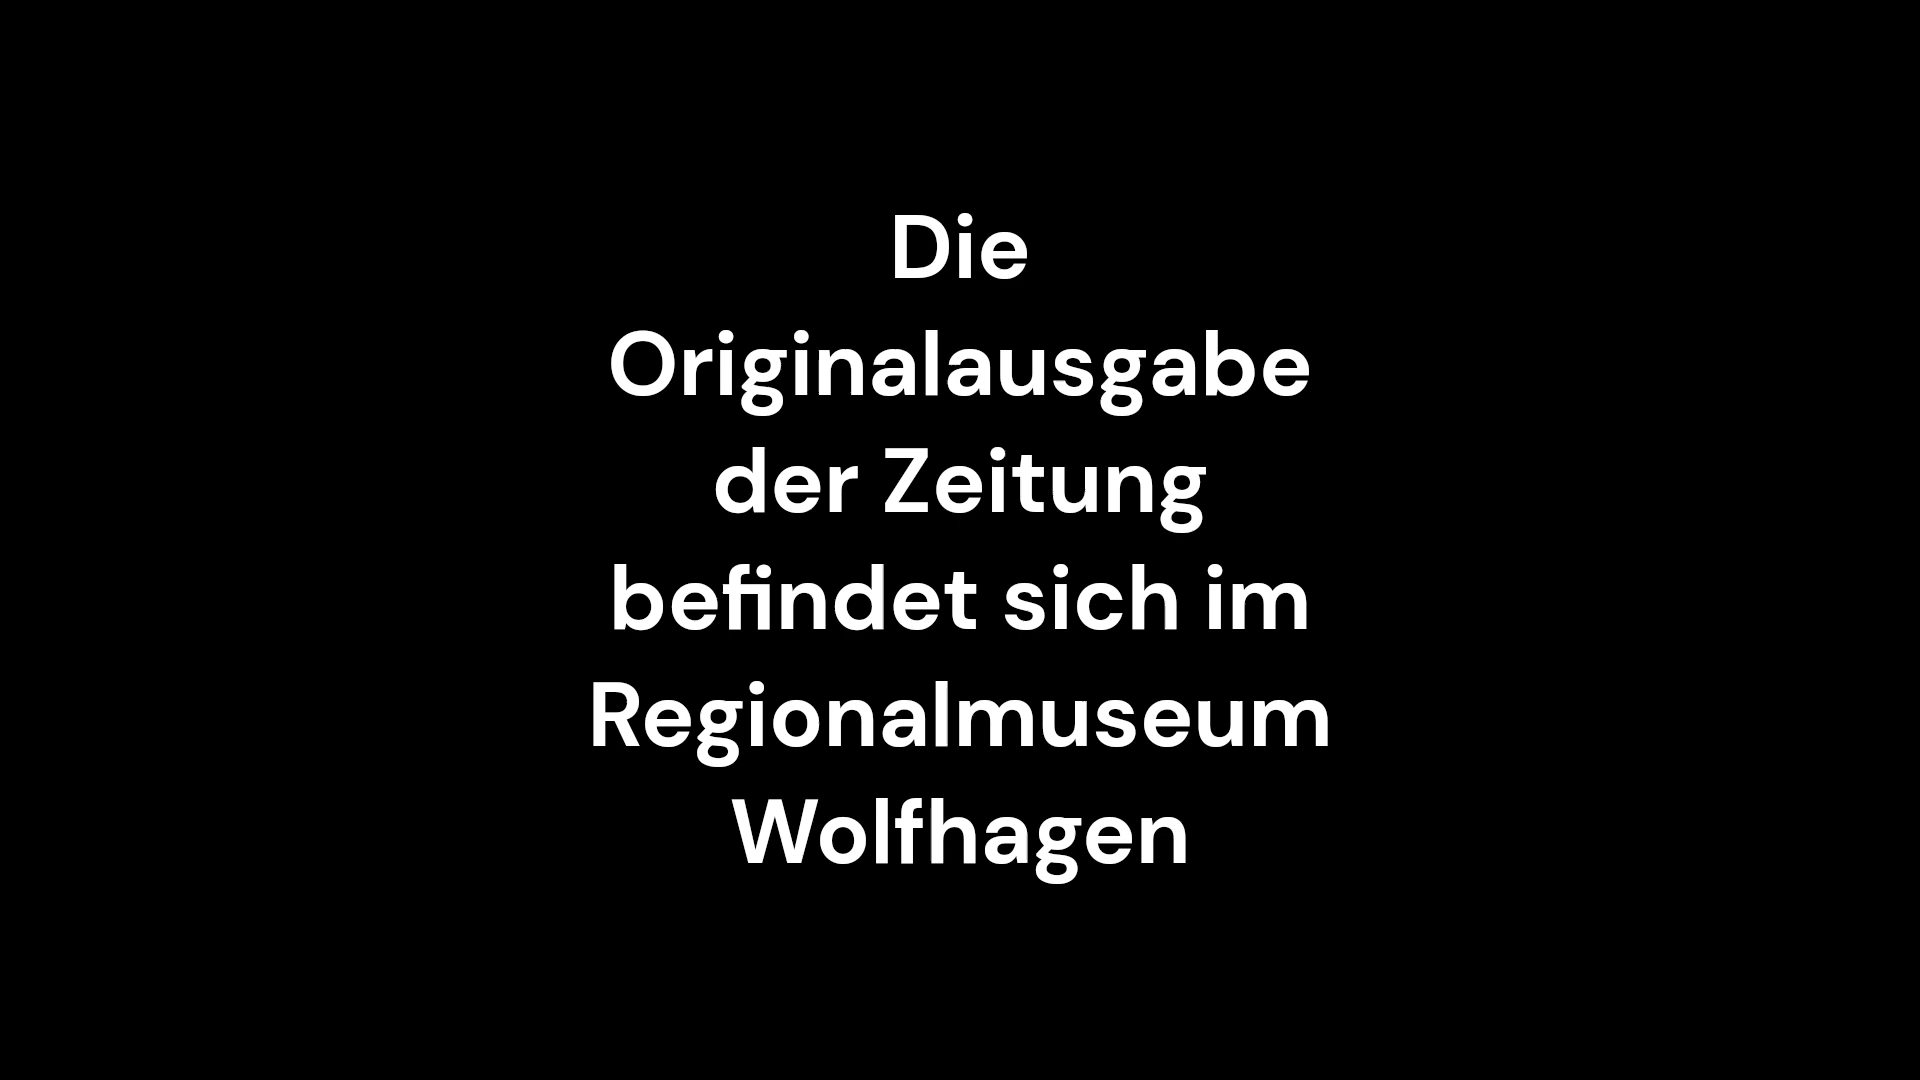 Die
Originalausgabe
der Zeitung
befindet sich im
Regionalmuseum
Wolfhagen